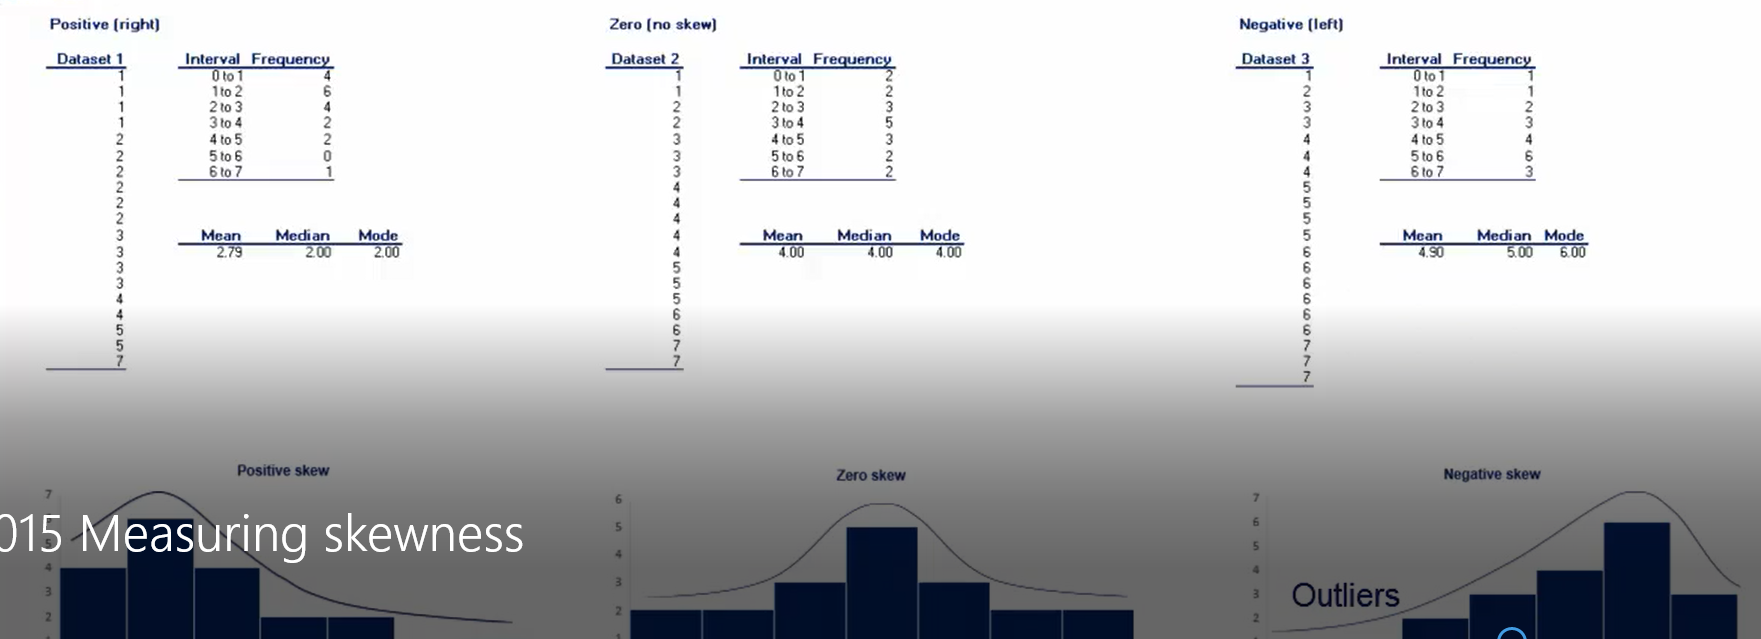 Positive (right)
Dataset 1
1
1
1
1
2
2
2
2
2
2
3
3
3
3
4
4
5
5
7
Interval Frequency
0 to 1 4
1 to 2 6
2 to 3 4
3 to 4 2
4 to 5 2
5 to 6 0
6 to 7 1
Mean Median Mode
2.79 2.00 2.00
Zero (no skew)
Dataset 2
1
1
2
2
3
3
3
4
4
4
4
4
5
5
5
6
6
7
7
Interval Frequency
0 to 1 2
1 to 2 2
2 to 3 3
3 to 4 5
4 to 5 3
5 to 6 2
6 to 7 2
Mean Median Mode
4.00 4.00 4.00
Negative (left)
Dataset 3
1
2
3
3
4
4
4
5
5
5
5
6
6
6
6
6
6
7
7
7
Interval Frequency
0 to 1 1
1 to 2 1
2 to 3 2
3 to 4 3
4 to 5 4
5 to 6 6
6 to 7 3
Mean Median Mode
4.90 5.00 6.00
Positive skew
7
4
3
2
015 Measuring skewness
Zero skew
6
5
4
3
2
1
Negative skew
7
6
5
4
3
2
Outliers